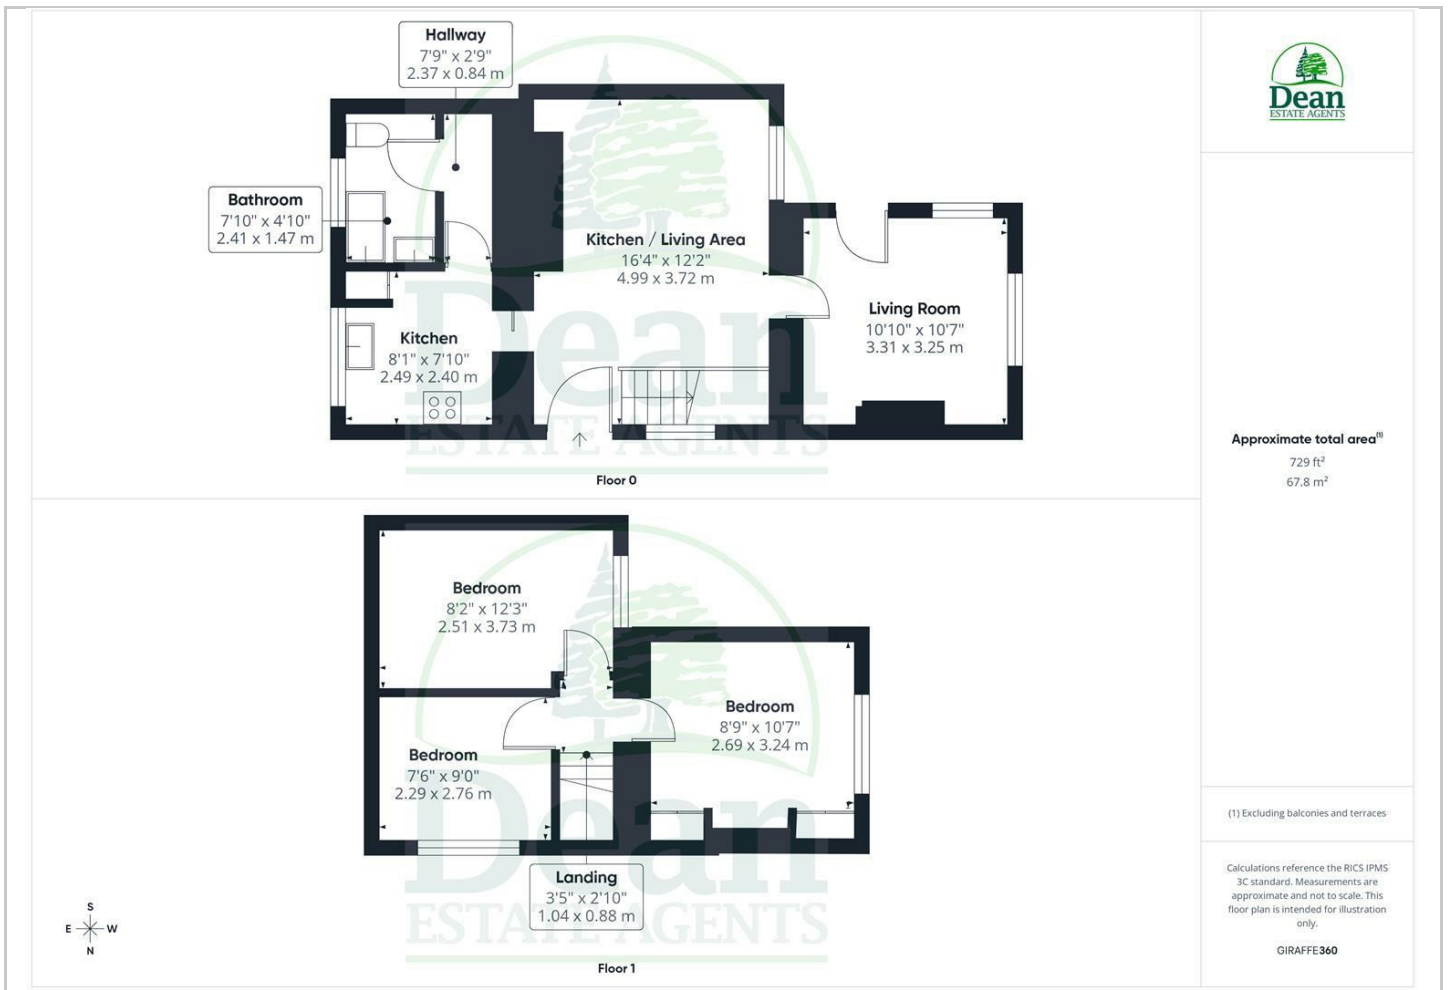 Hallway
7'9" x 2'9"
2.37 x 0.84 m
Bathroom
7'10" x 4'10"
2.41 x 1.47 m
Kitchen / Living Area
16'4" x 12'2"
4.99 x 3.72 m
Living Room
10'10" x 10'7"
3.31 x 3.25 m
Kitchen
8'1" x 7'10"
2.49 x 2.40 m
Dean
ESTATE AGENTS
Floor 0
Bedroom
8'2" x 12'3"
2.51 x 3.73 m
Bedroom
8'9" x 10'7"
2.69 x 3.24 m
Bedroom
7'6" x 9'0"
2.29 x 2.76 m
Landing
3'5" x 2'10"
1.04 x 0.88 m
Dean
ESTATE AGENTS
Floor 1
S
E W
N
Dean
ESTATE AGENTS
Approximate total area(1)
729 ft²
67.8 m²
(1) Excluding balconies and terraces
Calculations reference the RICS IPMS
3C standard. Measurements are
approximate and not to scale. This
floor plan is intended for illustration
only.
GIRAFFE360